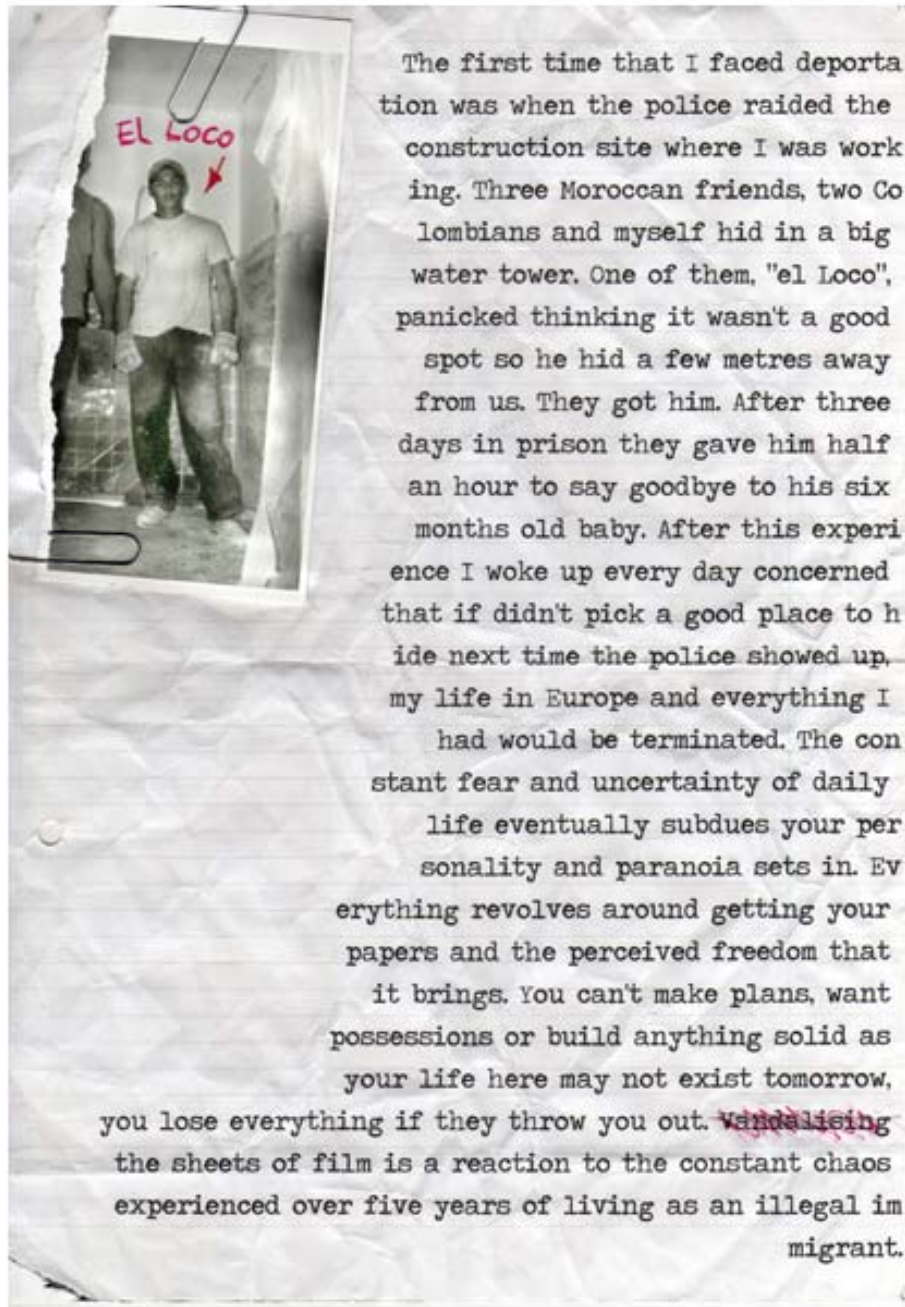 EL LOCO
The first time that I faced deporta
tion was when the police raided the
construction site where I was work
ing. Three Moroccan friends, two Co
lombians and myself hid in a big
water tower. One of them, "el Loco",
panicked thinking it wasn't a good
spot so he hid a few metres away
from us. They got him. After three
days in prison they gave him half
an hour to say goodbye to his six
months old baby. After this experi
ence I woke up every day concerned
that if didn't pick a good place to h
ide next time the police showed up,
my life in Europe and everything I
had would be terminated. The con
stant fear and uncertainty of daily
life eventually subdues your per
sonality and paranoia sets in. Ev
erything revolves around getting your
papers and the perceived freedom that
it brings. You can't make plans, want
possessions or build anything solid as
your life here may not exist tomorrow,
you lose everything if they throw you out. Vandalising
the sheets of film is a reaction to the constant chaos
experienced over five years of living as an illegal im
migrant.